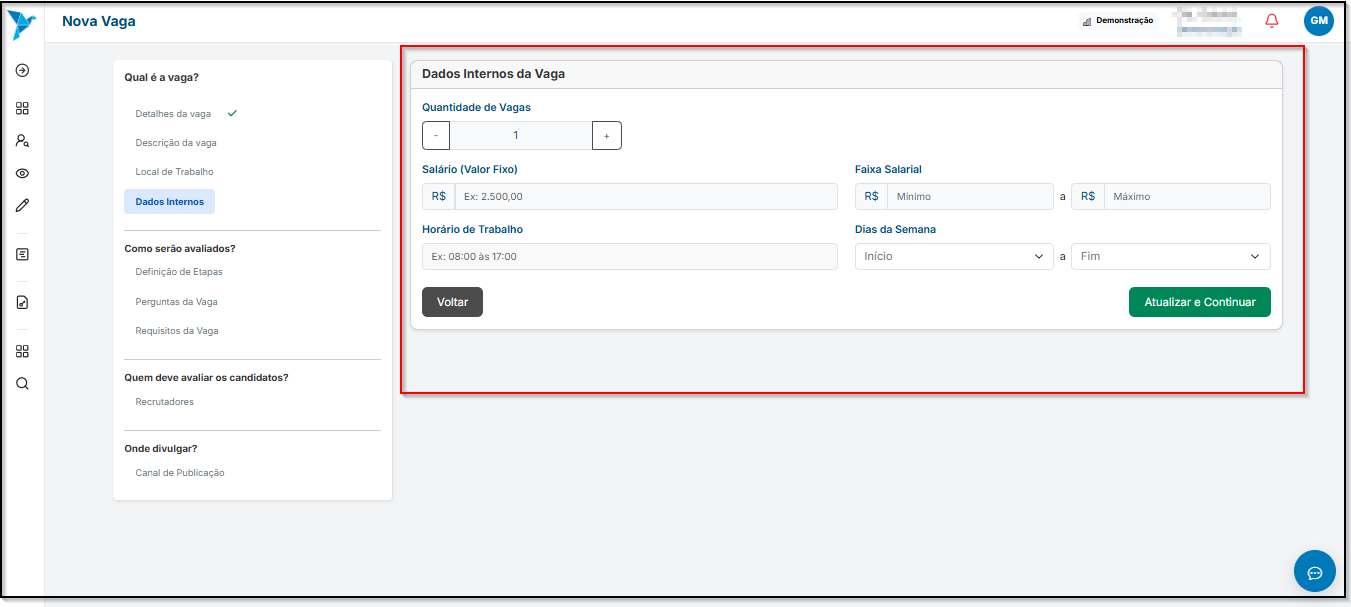 Nova Vaga
Demonstração
GM
Qual é a vaga?
Detalhes da vaga
Descrição da vaga
Local de Trabalho
Dados Internos
Como serão avaliados?
Definição de Etapas
Perguntas da Vaga
Requisitos da Vaga
Quem deve avaliar os candidatos?
Recrutadores
Onde divulgar?
Canal de Publicação
Dados Internos da Vaga
Quantidade de Vagas
- 1 +
Salário (Valor Fixo) Faixa Salarial
R$ Ex: 2.500,00 R$ Mínimo a R$ Máximo
Horário de Trabalho Dias da Semana
Ex: 08:00 às 17:00 Início a Fim
Voltar Atualizar e Continuar